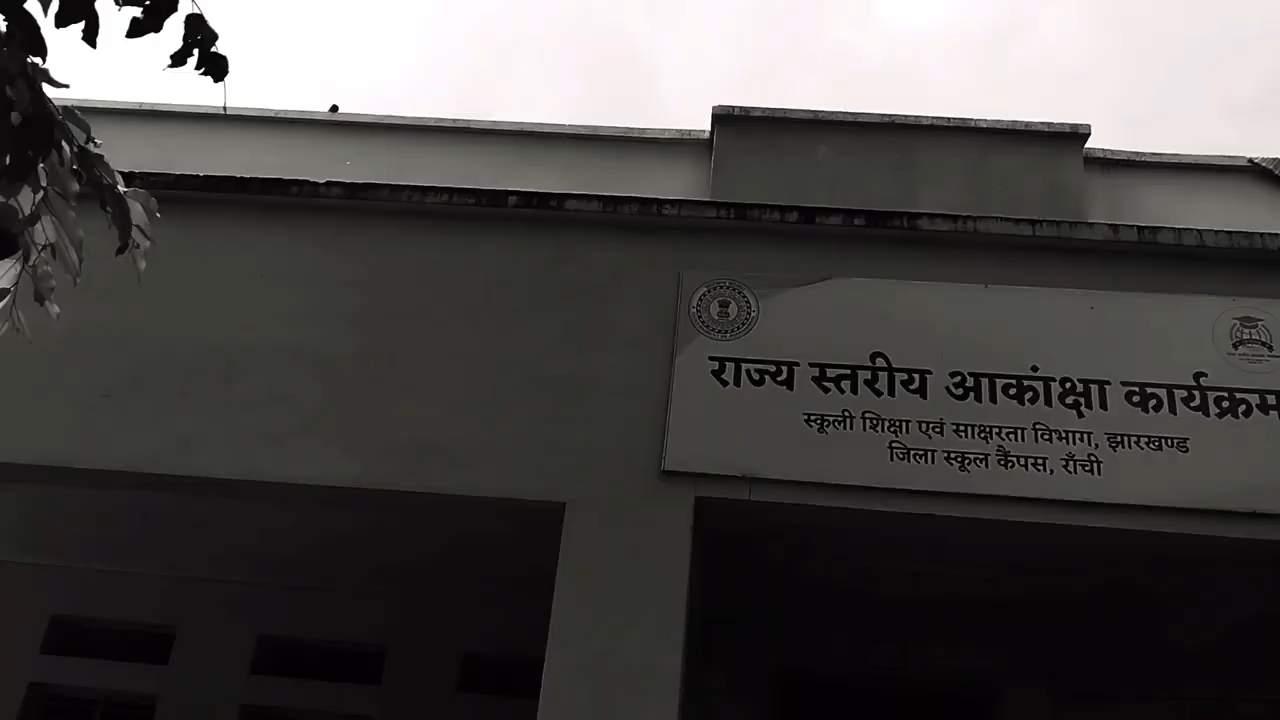 राज्य स्तरीय आकांक्षा कार्यक्रम
स्कूली शिक्षा एवं साक्षरता विभाग, झारखण्ड
जिला स्कूल कैंपस, राँची